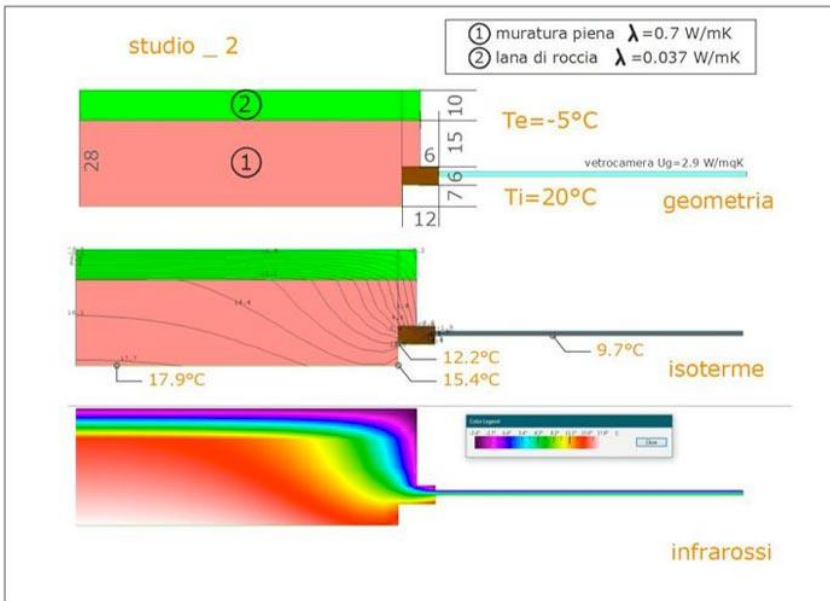 studio _ 2
① muratura piena λ=0.7 W/mK
② lana di roccia λ=0.037 W/mK
②
①
28
10
15
6
6
7
12
Te=-5°C
vetrocamera Ug=2.9 W/mqK
Ti=20°C
geometria
12.2°C
9.7°C
17.9°C
15.4°C
isoterme
Color Legend
Close
infrarossi